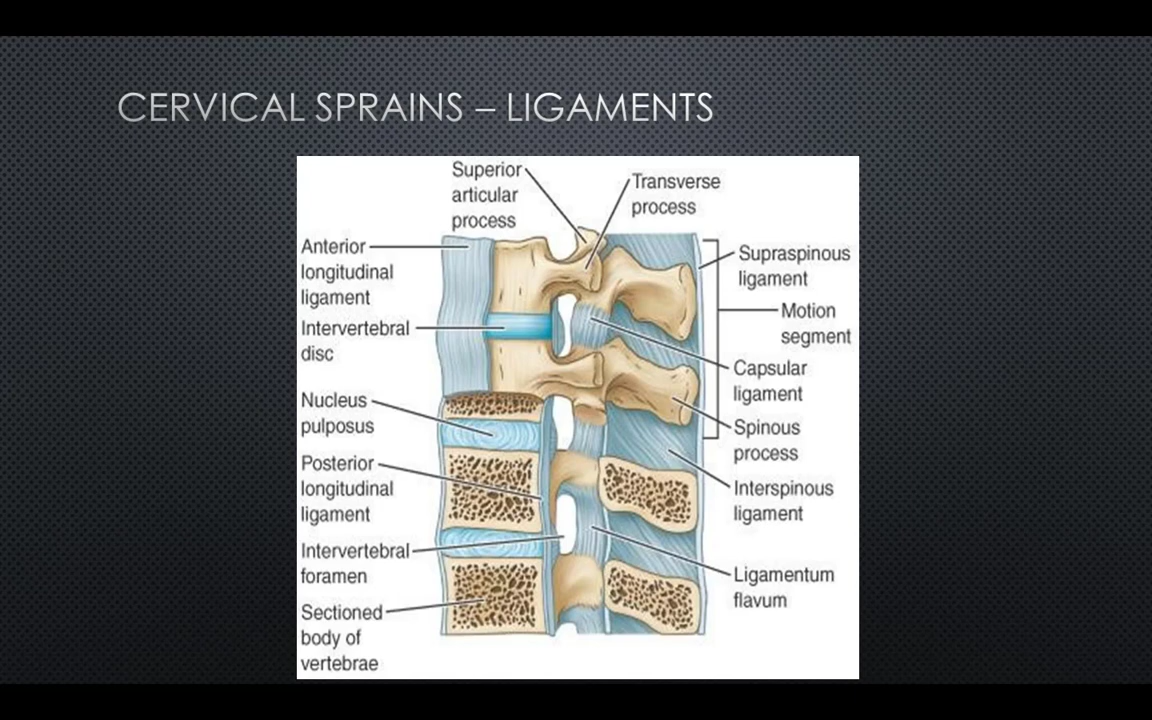 CERVICAL SPRAINS – LIGAMENTS
Superior
articular
process
Transverse
process
Anterior
longitudinal
ligament
Intervertebral
disc
Nucleus
pulposus
Posterior
longitudinal
ligament
Intervertebral
foramen
Sectioned
body of
vertebrae
Supraspinous
ligament
Motion
segment
Capsular
ligament
Spinous
process
Interspinous
ligament
Ligamentum
flavum